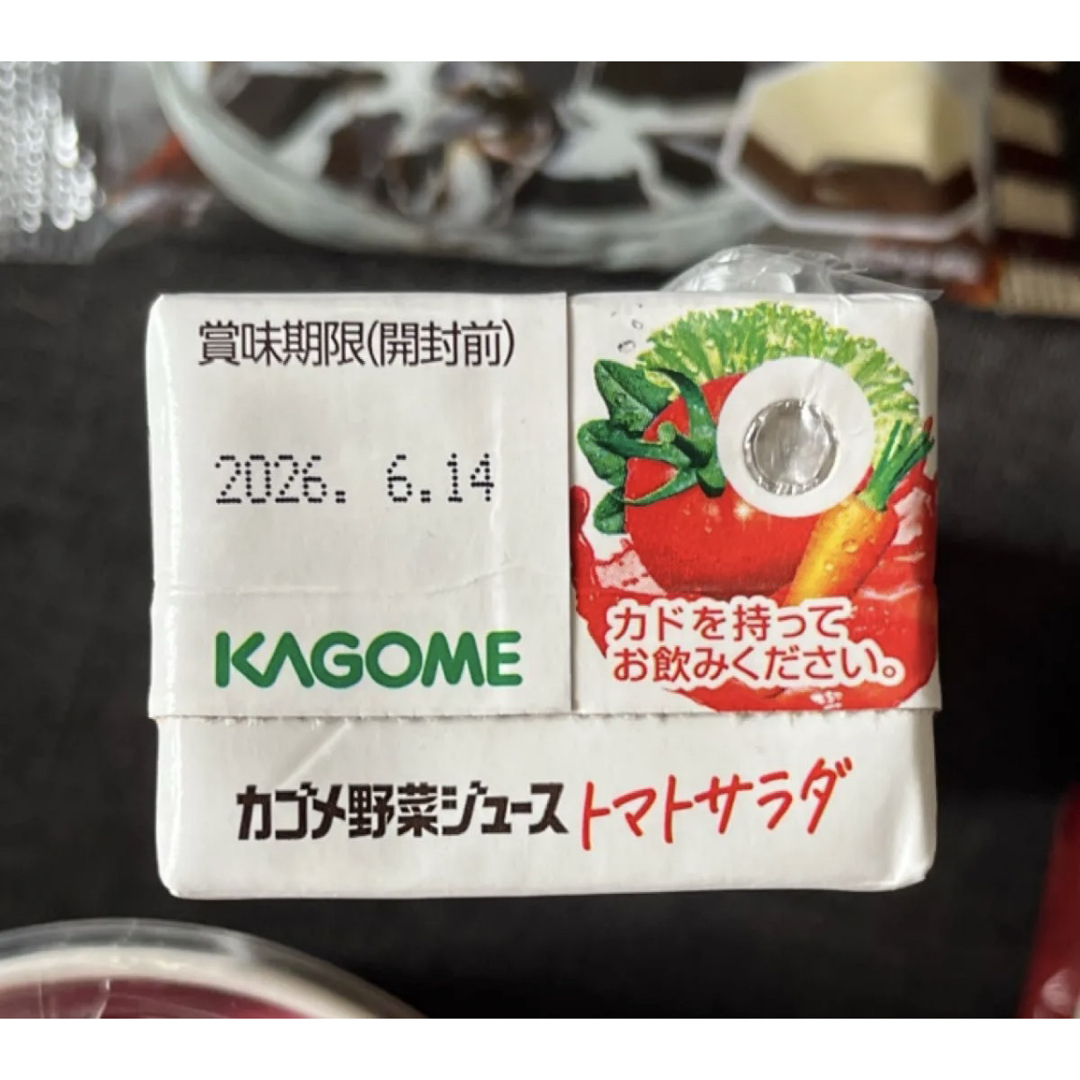 賞味期限(開封前)
2026. 6.14
KAGOME
カドを持って
お飲みください。
カゴメ野菜ジューストマトサラダ